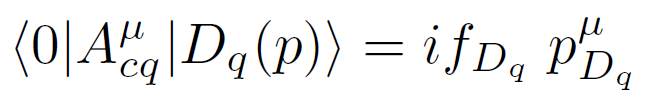 ⟨0|A^μ_{cq}|D_q(p)⟩ = i f_{D_q} p^μ_{D_q}